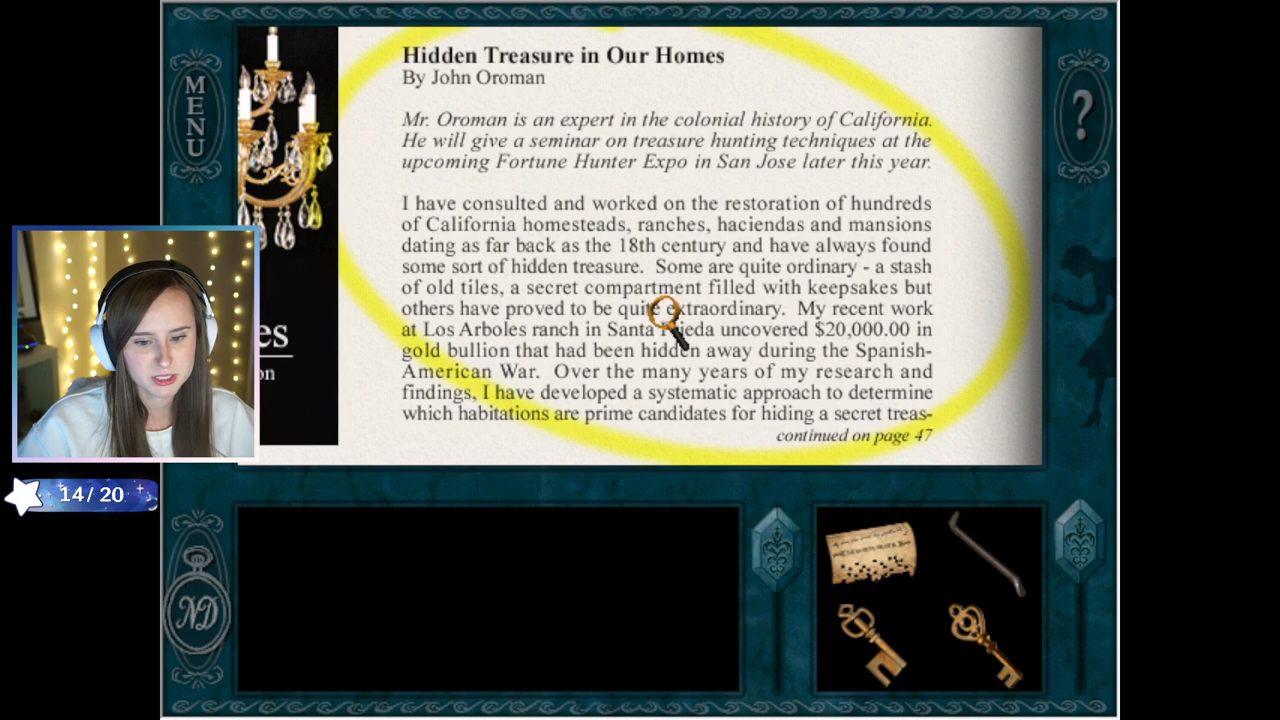 Hidden Treasure in Our Homes
By John Oroman
Mr. Oroman is an expert in the colonial history of California.
He will give a seminar on treasure hunting techniques at the
upcoming Fortune Hunter Expo in San Jose later this year.
I have consulted and worked on the restoration of hundreds
of California homesteads, ranches, haciendas and mansions
dating as far back as the 18th century and have always found
some sort of hidden treasure. Some are quite ordinary - a stash
of old tiles, a secret compartment filled with keepsakes but
others have proved to be quite extraordinary. My recent work
at Los Arboles ranch in Santa uncovered $20,000.00 in
gold bullion that had been hidden away during the Spanish-
American War. Over the many years of my research and
findings, I have developed a systematic approach to determine
which habitations are prime candidates for hiding a secret treas-
continued on page 47
MENU
?
es
on
14/20
ND